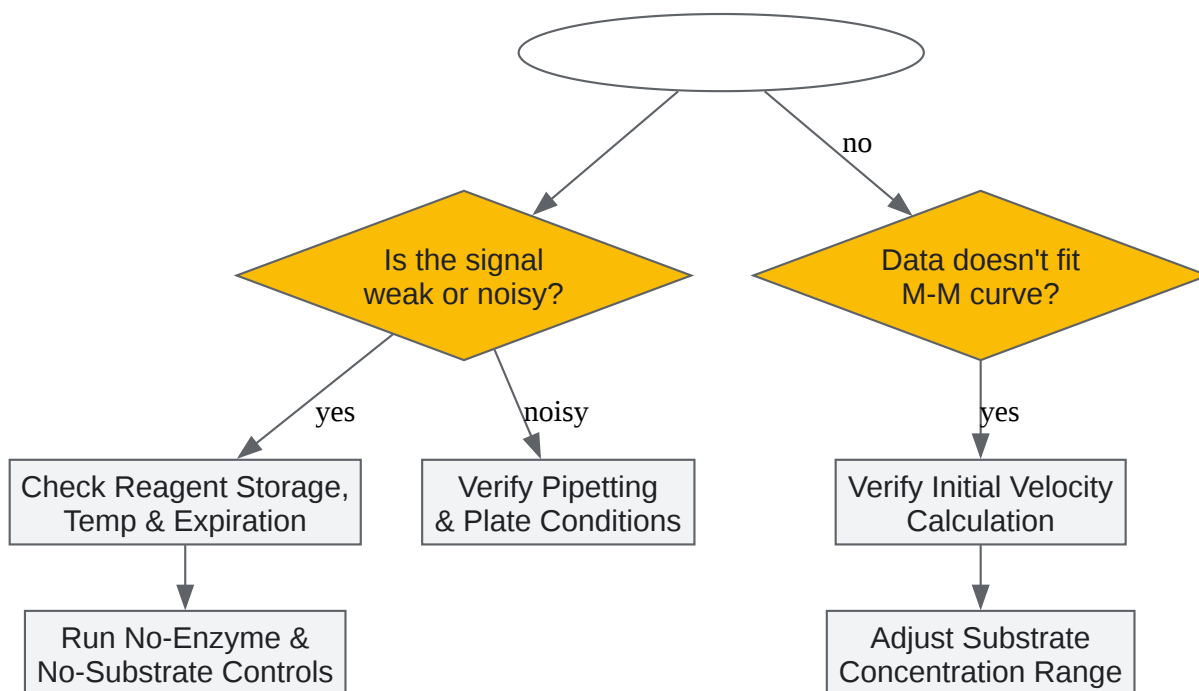 no
Is the signal
weak or noisy?
Data doesn't fit
M-M curve?
yes
noisy
yes
Check Reagent Storage,
Temp & Expiration
Verify Pipetting
& Plate Conditions
Verify Initial Velocity
Calculation
Run No-Enzyme &
No-Substrate Controls
Adjust Substrate
Concentration Range